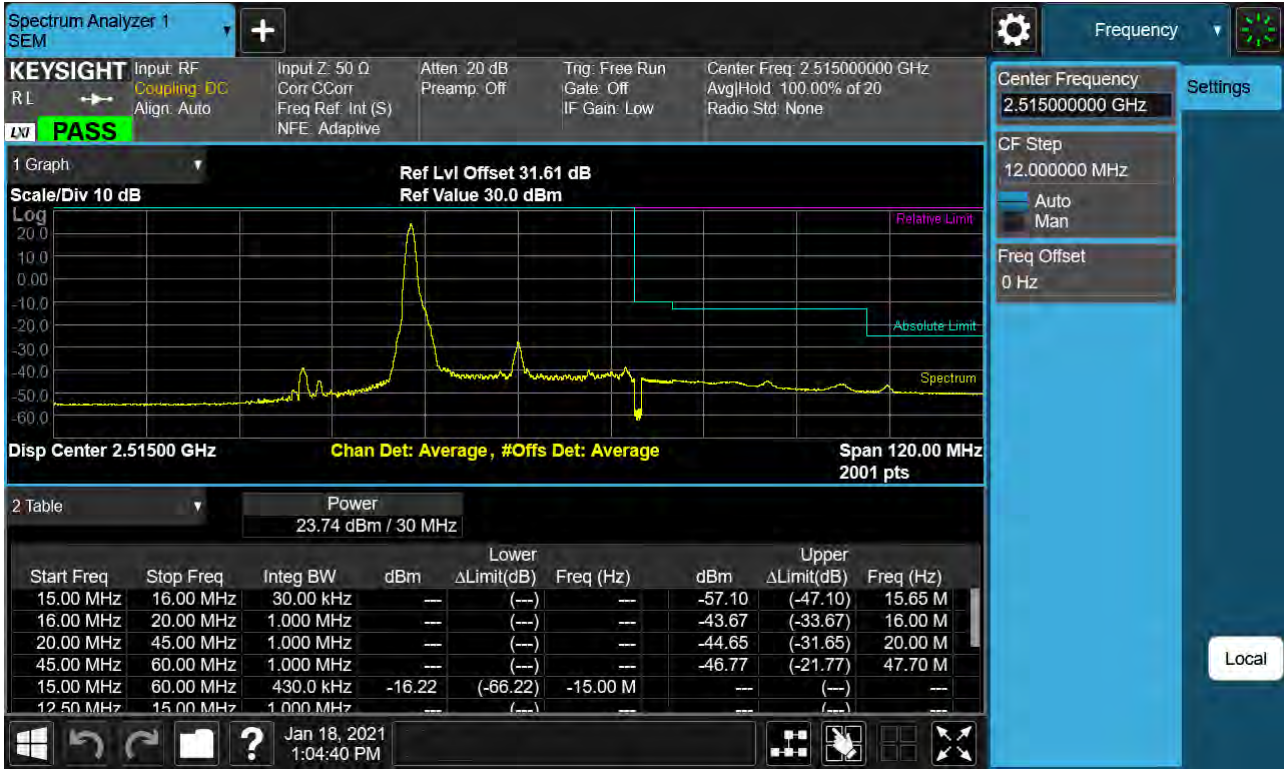 Spectrum Analyzer 1
SEM
Frequency
KEYSIGHT
R L
LXI
PASS
Input: RF
Coupling: DC
Align: Auto
Input Z: 50 Ω
Corr CCorr
Freq Ref: Int (S)
NFE: Adaptive
Atten: 20 dB
Preamp: Off
Trig: Free Run
Gate: Off
IF Gain: Low
Center Freq: 2.515000000 GHz
Avg|Hold: 100.00% of 20
Radio Std: None
Center Frequency
2.515000000 GHz
Settings
CF Step
12.000000 MHz
Auto
Man
Freq Offset
0 Hz
1 Graph
Scale/Div 10 dB
Ref Lvl Offset 31.61 dB
Ref Value 30.0 dBm
Log
20.0
10.0
0.00
-10.0
-20.0
-30.0
-40.0
-50.0
-60.0
Relative Limit
Absolute Limit
Spectrum
Disp Center 2.51500 GHz
Chan Det: Average, #Offs Det: Average
Span 120.00 MHz
2001 pts
2 Table
Power
23.74 dBm / 30 MHz
Lower Upper
Start Freq Stop Freq Integ BW dBm ΔLimit(dB) Freq (Hz) dBm ΔLimit(dB) Freq (Hz)
15.00 MHz 16.00 MHz 30.00 kHz --- (---) --- -57.10 (-47.10) 15.65 M
16.00 MHz 20.00 MHz 1.000 MHz --- (---) --- -43.67 (-33.67) 16.00 M
20.00 MHz 45.00 MHz 1.000 MHz --- (---) --- -44.65 (-31.65) 20.00 M
45.00 MHz 60.00 MHz 1.000 MHz --- (---) --- -46.77 (-21.77) 47.70 M
15.00 MHz 60.00 MHz 430.0 kHz -16.22 (-66.22) -15.00 M --- (---) ---
12.50 MHz 15.00 MHz 1.000 MHz --- (---) --- --- (---) ---
Local
?
Jan 18, 2021
1:04:40 PM